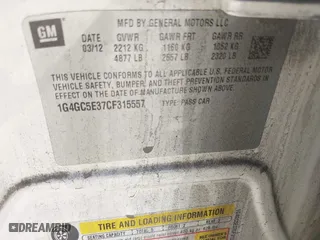 GM
MFD BY GENERAL MOTORS LLC
DATE GVWR GAWR FRT GAWR RR
03/12 2212 KG 1160 KG 1052 KG
4877 LB 2557 LB 2320 LB
THIS VEHICLE CONFORMS TO ALL APPLICABLE U.S. FEDERAL MOTOR
VEHICLE SAFETY, BUMPER, AND THEFT PREVENTION STANDARDS
IN EFFECT ON THE DATE OF MANUFACTURE SHOWN ABOVE.
1G4GC5E37CF315557 TYPE: PASS CAR
TIRE AND LOADING INFORMATION
SEATING CAPACITY TOTAL
DREAMBID